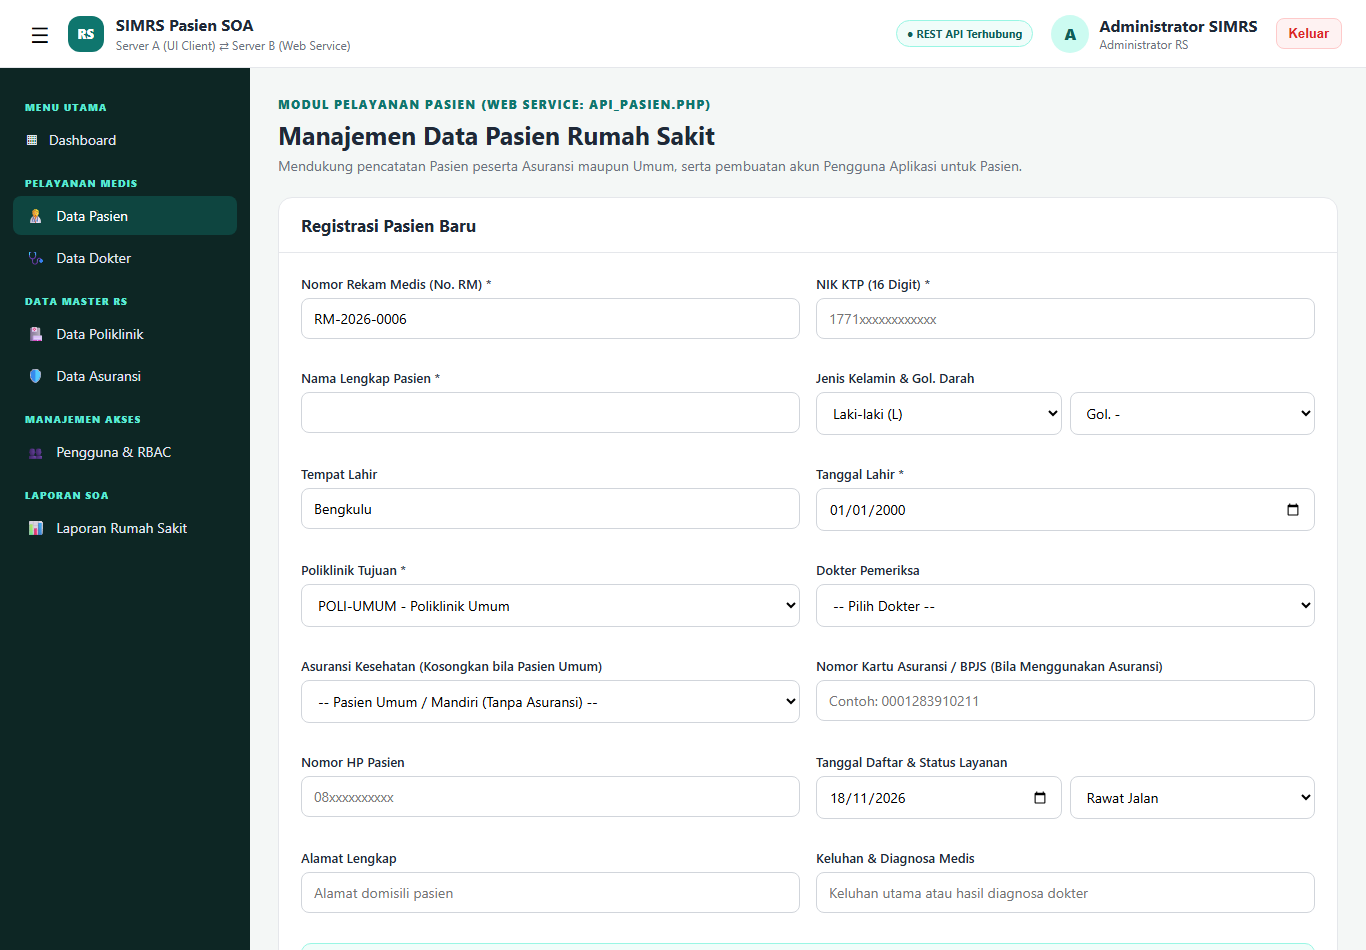 ☰ RS SIMRS Pasien SOA
Server A (UI Client) ⇄ Server B (Web Service)
● REST API Terhubung
A Administrator SIMRS
Administrator RS
Keluar
MENU UTAMA
Dashboard
PELAYANAN MEDIS
Data Pasien
Data Dokter
DATA MASTER RS
Data Poliklinik
Data Asuransi
MANAJEMEN AKSES
Pengguna & RBAC
LAPORAN SOA
Laporan Rumah Sakit
MODUL PELAYANAN PASIEN (WEB SERVICE: API_PASIEN.PHP)
Manajemen Data Pasien Rumah Sakit
Mendukung pencatatan Pasien peserta Asuransi maupun Umum, serta pembuatan akun Pengguna Aplikasi untuk Pasien.
Registrasi Pasien Baru
Nomor Rekam Medis (No. RM) *
RM-2026-0006
NIK KTP (16 Digit) *
1771xxxxxxxxxxxx
Nama Lengkap Pasien *
Jenis Kelamin & Gol. Darah
Laki-laki (L)
Gol. -
Tempat Lahir
Bengkulu
Tanggal Lahir *
01/01/2000
Poliklinik Tujuan *
POLI-UMUM - Poliklinik Umum
Dokter Pemeriksa
-- Pilih Dokter --
Asuransi Kesehatan (Kosongkan bila Pasien Umum)
-- Pasien Umum / Mandiri (Tanpa Asuransi) --
Nomor Kartu Asuransi / BPJS (Bila Menggunakan Asuransi)
Contoh: 0001283910211
Nomor HP Pasien
08xxxxxxxxxx
Tanggal Daftar & Status Layanan
18/11/2026
Rawat Jalan
Alamat Lengkap
Alamat domisili pasien
Keluhan & Diagnosa Medis
Keluhan utama atau hasil diagnosa dokter